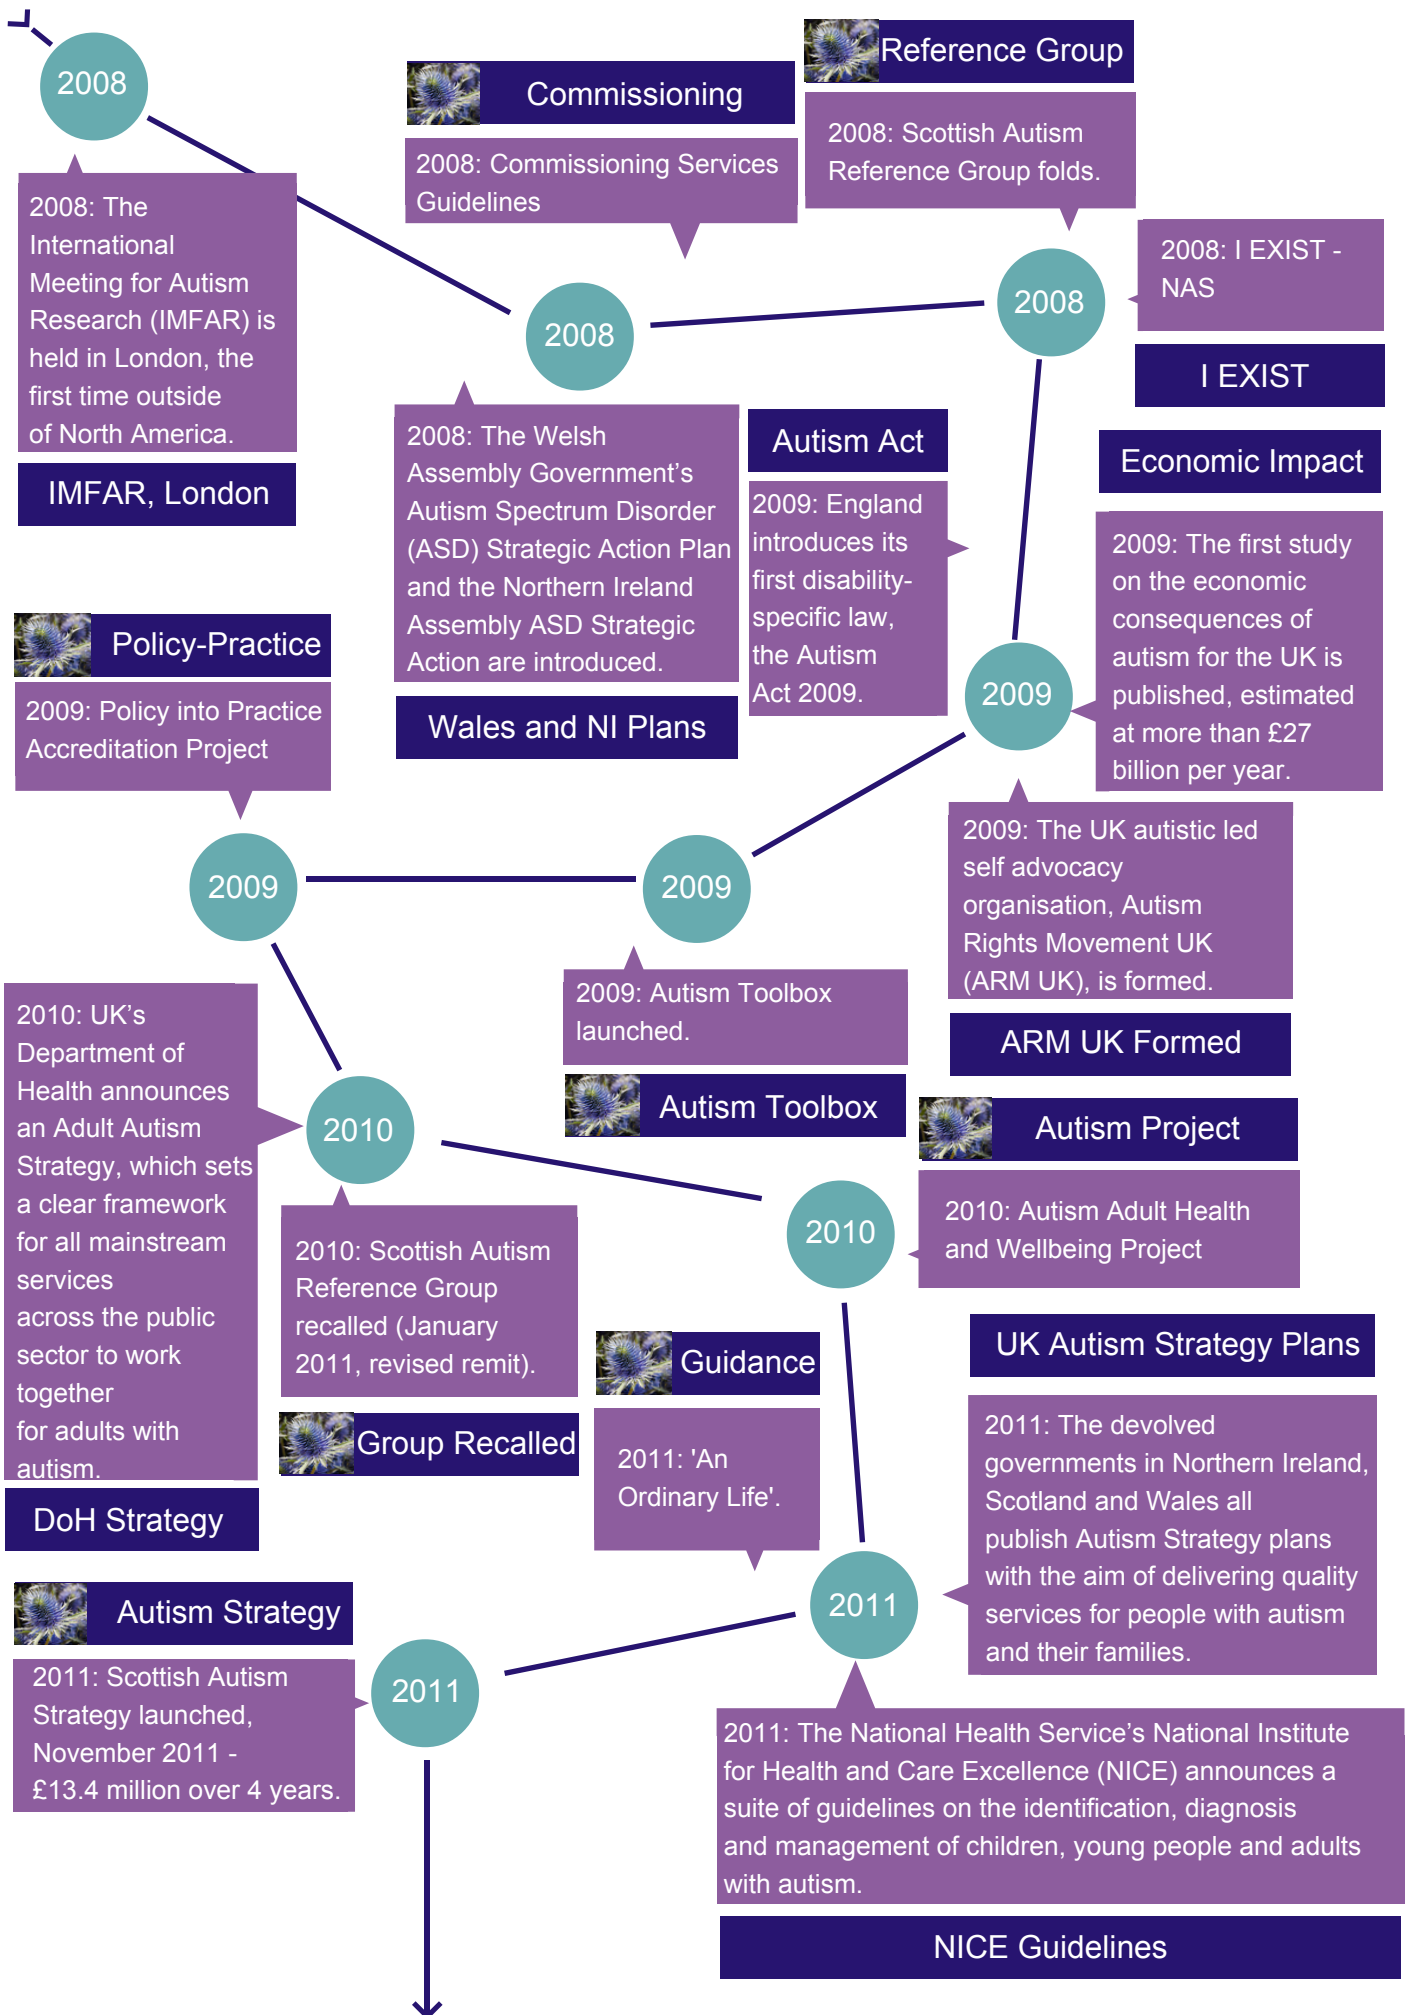 2008
2008: The
International
Meeting for Autism
Research (IMFAR) is
held in London, the
first time outside
of North America.
IMFAR, London
Commissioning
2008: Commissioning Services
Guidelines
2008
2008: The Welsh
Assembly Government’s
Autism Spectrum Disorder
(ASD) Strategic Action Plan
and the Northern Ireland
Assembly ASD Strategic
Action are introduced.
Wales and NI Plans
Reference Group
2008: Scottish Autism
Reference Group folds.
2008
2008: I EXIST -
NAS
I EXIST
Autism Act
2009: England
introduces its
first disability-
specific law,
the Autism
Act 2009.
Economic Impact
2009: The first study
on the economic
consequences of
autism for the UK is
published, estimated
at more than £27
billion per year.
2009
2009: The UK autistic led
self advocacy
organisation, Autism
Rights Movement UK
(ARM UK), is formed.
ARM UK Formed
2009
2009: Autism Toolbox
launched.
Autism Toolbox
Policy-Practice
2009: Policy into Practice
Accreditation Project
2009
2010: UK’s
Department of
Health announces
an Adult Autism
Strategy, which sets
a clear framework
for all mainstream
services
across the public
sector to work
together
for adults with
autism.
DoH Strategy
2010
2010: Scottish Autism
Reference Group
recalled (January
2011, revised remit).
Group Recalled
Autism Project
2010: Autism Adult Health
and Wellbeing Project
2010
Guidance
2011: 'An
Ordinary Life'.
UK Autism Strategy Plans
2011: The devolved
governments in Northern Ireland,
Scotland and Wales all
publish Autism Strategy plans
with the aim of delivering quality
services for people with autism
and their families.
2011
2011: The National Health Service’s National Institute
for Health and Care Excellence (NICE) announces a
suite of guidelines on the identification, diagnosis
and management of children, young people and adults
with autism.
NICE Guidelines
Autism Strategy
2011: Scottish Autism
Strategy launched,
November 2011 -
£13.4 million over 4 years.
2011